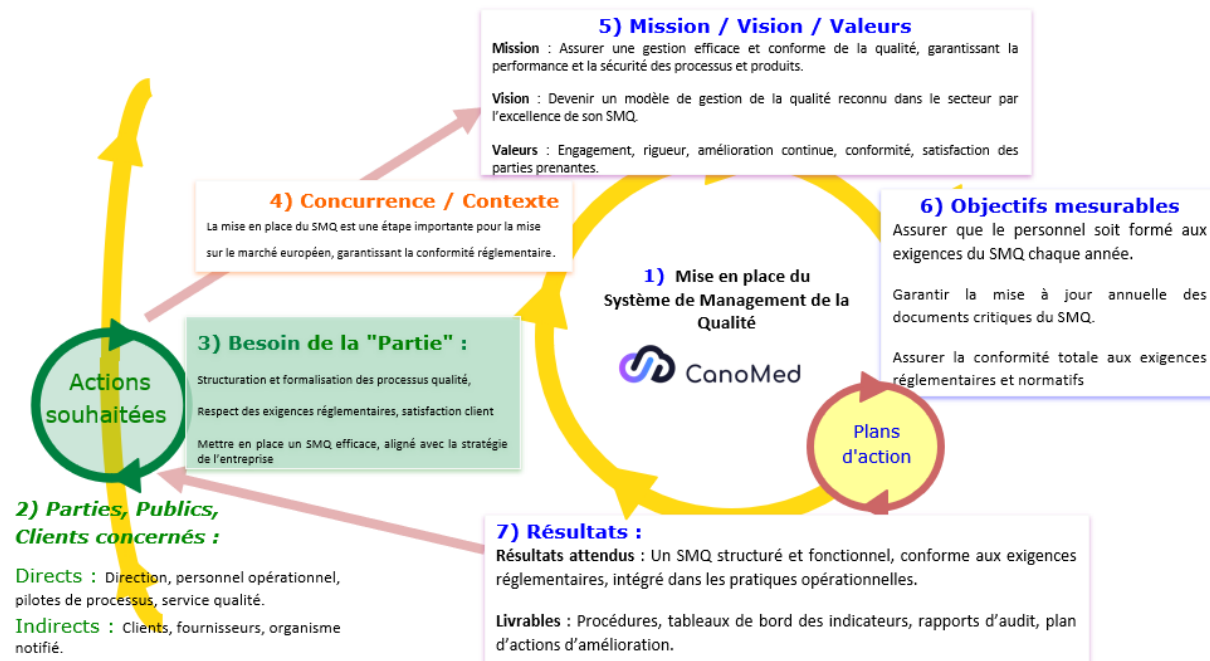 5) Mission / Vision / Valeurs
Mission : Assurer une gestion efficace et conforme de la qualité, garantissant la
performance et la sécurité des processus et produits.
Vision : Devenir un modèle de gestion de la qualité reconnu dans le secteur par
l’excellence de son SMQ.
Valeurs : Engagement, rigueur, amélioration continue, conformité, satisfaction des
parties prenantes.
4) Concurrence / Contexte
La mise en place du SMQ est une étape importante pour la mise
sur le marché européen, garantissant la conformité réglementaire.
6) Objectifs mesurables
Assurer que le personnel soit formé aux
exigences du SMQ chaque année.
Garantir la mise à jour annuelle des
documents critiques du SMQ.
Assurer la conformité totale aux exigences
réglementaires et normatifs
1) Mise en place du
Système de Management de la
Qualité
CanoMed
3) Besoin de la "Partie" :
Structuration et formalisation des processus qualité,
Respect des exigences réglementaires, satisfaction client
Mettre en place un SMQ efficace, aligné avec la stratégie
de l’entreprise
Actions
souhaitées
Plans
d'action
2) Parties, Publics,
Clients concernés :
Directs : Direction, personnel opérationnel,
pilotes de processus, service qualité.
Indirects : Clients, fournisseurs, organisme
notifié.
7) Résultats :
Résultats attendus : Un SMQ structuré et fonctionnel, conforme aux exigences
réglementaires, intégré dans les pratiques opérationnelles.
Livrables : Procédures, tableaux de bord des indicateurs, rapports d’audit, plan
d’actions d’amélioration.